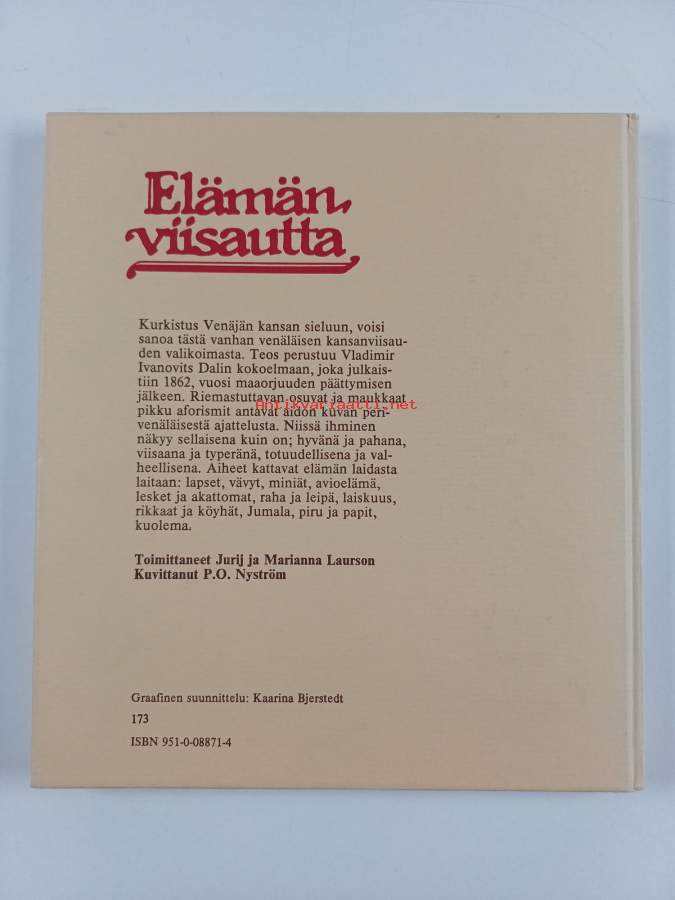 Elämän
viisautta
Kurkistus Venäjän kansan sieluun, voisi
sanoa tästä vanhan venäläisen kansanviisau-
den valikoimasta. Teos perustuu Vladimir
Ivanovits Dalin kokoelmaan, joka julkais-
tiin 1862, vuosi maaorjuuden päättymisen
jälkeen. Riemastuttavan osuvat ja maukkaat
Antikvariaatti.net
pikku aforismit antavat aidon kuvan peri-
venäläisestä ajattelusta. Niissä ihminen
näkyy sellaisena kuin on; hyvänä ja pahana,
viisaana ja typeränä, totuudellisena ja val-
heellisena. Aiheet kattavat elämän laidasta
laitaan: lapset, vävyt, miniät, avioelämä,
lesket ja akattomat, raha ja leipä, laiskuus,
rikkaat ja köyhät, Jumala, piru ja papit,
kuolema.
Toimittaneet Jurij ja Marianna Laurson
Kuvittanut P.O. Nyström
Graafinen suunnittelu: Kaarina Bjerstedt
173
ISBN 951-0-08871-4